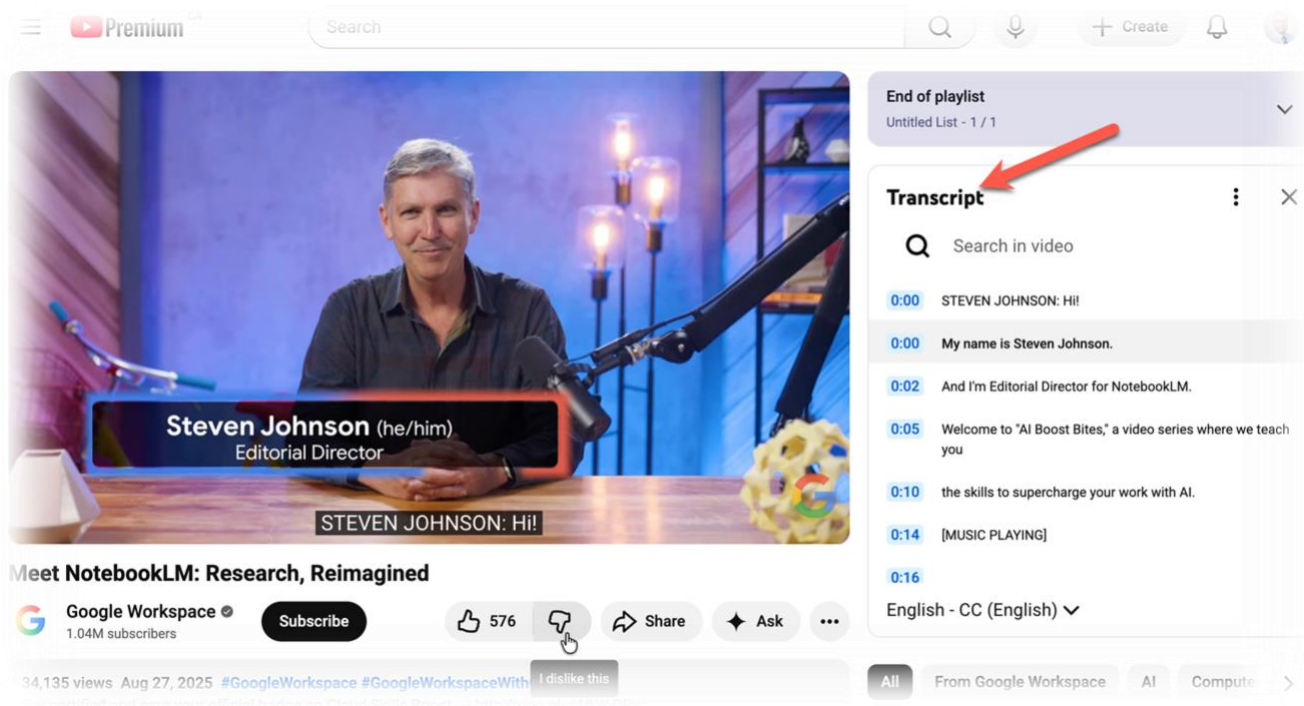 Premium CA
Search
Create
End of playlist
Untitled List - 1 / 1
Transcript
Search in video
0:00 STEVEN JOHNSON: Hi!
0:00 My name is Steven Johnson.
0:02 And I'm Editorial Director for NotebookLM.
0:05 Welcome to "AI Boost Bites," a video series where we teach
you
0:10 the skills to supercharge your work with AI.
0:14 [MUSIC PLAYING]
0:16
English - CC (English)
Steven Johnson (he/him)
Editorial Director
STEVEN JOHNSON: Hi!
Meet NotebookLM: Research, Reimagined
Google Workspace
1.04M subscribers
Subscribe
576
Share
Ask
I dislike this
34,135 views Aug 27, 2025 #GoogleWorkspace #GoogleWorkspaceWith
All
From Google Workspace
AI
Compute